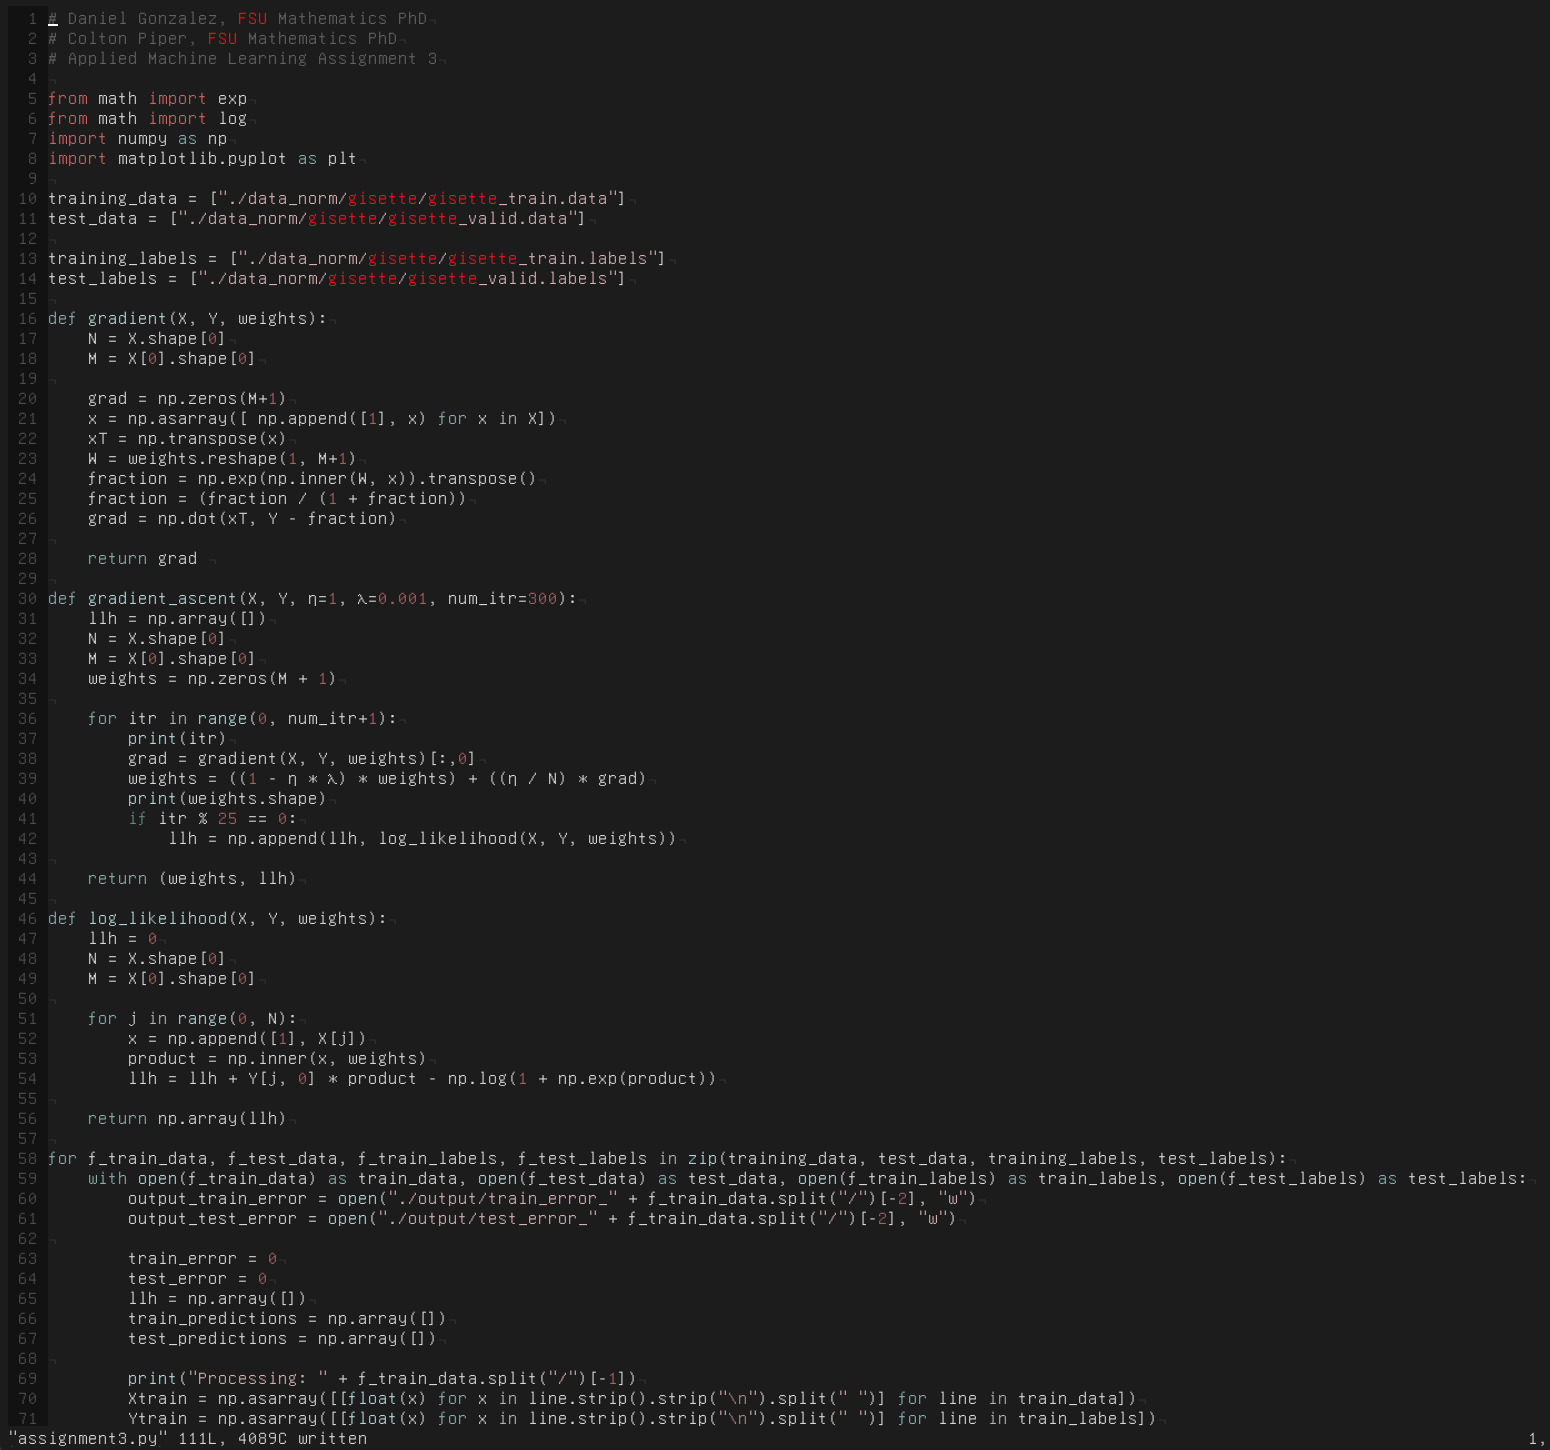 1 # Daniel Gonzalez, FSU Mathematics PhD¬
2 # Colton Piper, FSU Mathematics PhD¬
3 # Applied Machine Learning Assignment 3¬
4 ¬
5 from math import exp¬
6 from math import log¬
7 import numpy as np¬
8 import matplotlib.pyplot as plt¬
9 ¬
10 training_data = ["./data_norm/gisette/gisette_train.data"]¬
11 test_data = ["./data_norm/gisette/gisette_valid.data"]¬
12 ¬
13 training_labels = ["./data_norm/gisette/gisette_train.labels"]¬
14 test_labels = ["./data_norm/gisette/gisette_valid.labels"]¬
15 ¬
16 def gradient(X, Y, weights):¬
17     N = X.shape[0]¬
18     M = X[0].shape[0]¬
19 ¬
20     grad = np.zeros(M+1)¬
21     x = np.asarray([ np.append([1], x) for x in X])¬
22     xT = np.transpose(x)¬
23     W = weights.reshape(1, M+1)¬
24     fraction = np.exp(np.inner(W, x)).transpose()¬
25     fraction = (fraction / (1 + fraction))¬
26     grad = np.dot(xT, Y - fraction)¬
27 ¬
28     return grad ¬
29 ¬
30 def gradient_ascent(X, Y, η=1, λ=0.001, num_itr=300):¬
31     llh = np.array([])¬
32     N = X.shape[0]¬
33     M = X[0].shape[0]¬
34     weights = np.zeros(M + 1)¬
35 ¬
36     for itr in range(0, num_itr+1):¬
37         print(itr)¬
38         grad = gradient(X, Y, weights)[:,0]¬
39         weights = ((1 - η * λ) * weights) + ((η / N) * grad)¬
40         print(weights.shape)¬
41         if itr % 25 == 0:¬
42             llh = np.append(llh, log_likelihood(X, Y, weights))¬
43 ¬
44     return (weights, llh)¬
45 ¬
46 def log_likelihood(X, Y, weights):¬
47     llh = 0¬
48     N = X.shape[0]¬
49     M = X[0].shape[0]¬
50 ¬
51     for j in range(0, N):¬
52         x = np.append([1], X[j])¬
53         product = np.inner(x, weights)¬
54         llh = llh + Y[j, 0] * product - np.log(1 + np.exp(product))¬
55 ¬
56     return np.array(llh)¬
57 ¬
58 for f_train_data, f_test_data, f_train_labels, f_test_labels in zip(training_data, test_data, training_labels, test_labels):¬
59     with open(f_train_data) as train_data, open(f_test_data) as test_data, open(f_train_labels) as train_labels, open(f_test_labels) as test_labels:¬
60         output_train_error = open("./output/train_error_" + f_train_data.split("/")[-2], "w")¬
61         output_test_error = open("./output/test_error_" + f_train_data.split("/")[-2], "w")¬
62 ¬
63         train_error = 0¬
64         test_error = 0¬
65         llh = np.array([])¬
66         train_predictions = np.array([])¬
67         test_predictions = np.array([])¬
68 ¬
69         print("Processing: " + f_train_data.split("/")[-1])¬
70         Xtrain = np.asarray([[float(x) for x in line.strip().strip("\n").split(" ")] for line in train_data])¬
71         Ytrain = np.asarray([[float(x) for x in line.strip().strip("\n").split(" ")] for line in train_labels])¬
"assignment3.py" 111L, 4089C written 1,